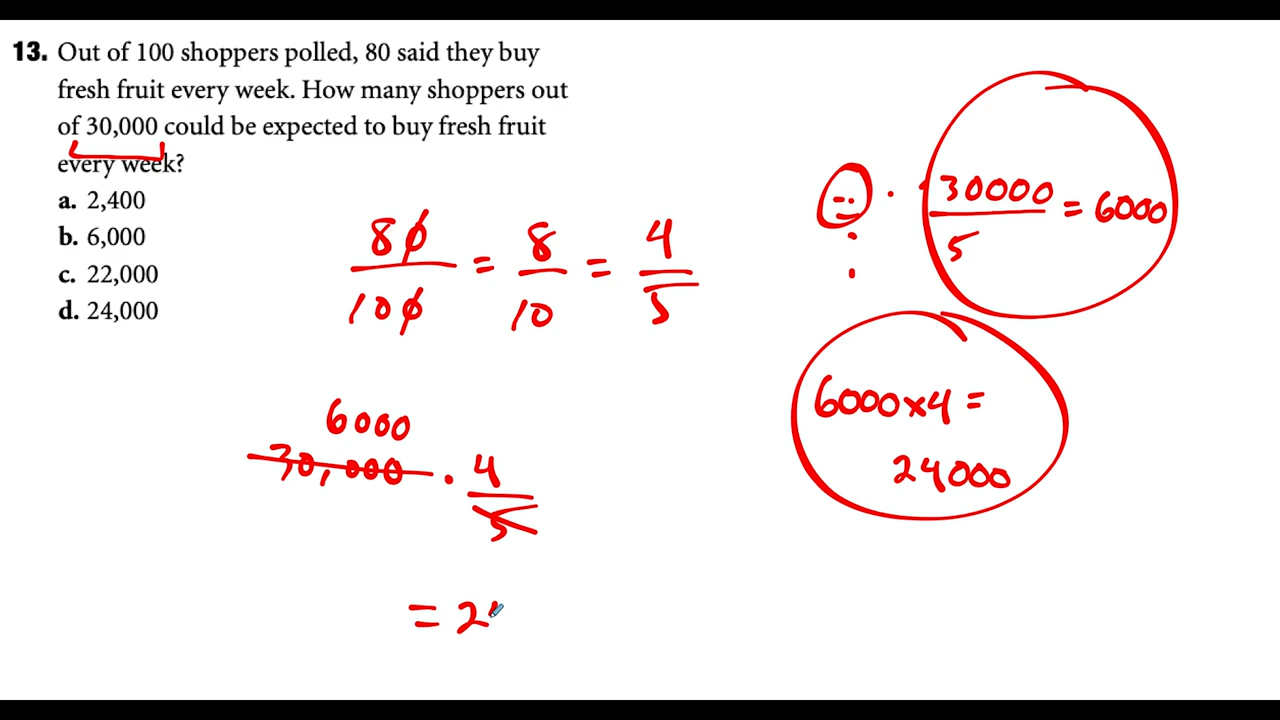 13. Out of 100 shoppers polled, 80 said they buy
fresh fruit every week. How many shoppers out
of 30,000 could be expected to buy fresh fruit
every week?
a. 2,400
b. 6,000
c. 22,000
d. 24,000
80/100 = 8/10 = 4/5
30000/5 = 6000
6000×4 =
24000
6000
30,000 · 4/5
= 2